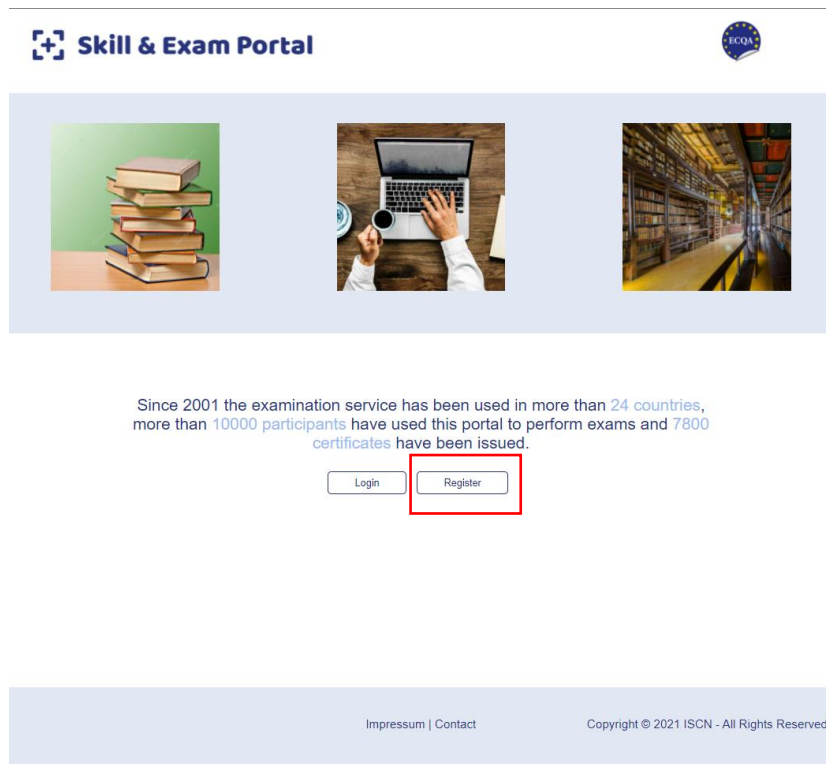 [+] Skill & Exam Portal
ECQA
Since 2001 the examination service has been used in more than 24 countries,
more than 10000 participants have used this portal to perform exams and 7800
certificates have been issued.
Login
Register
Impressum | Contact
Copyright © 2021 ISCN - All Rights Reserved